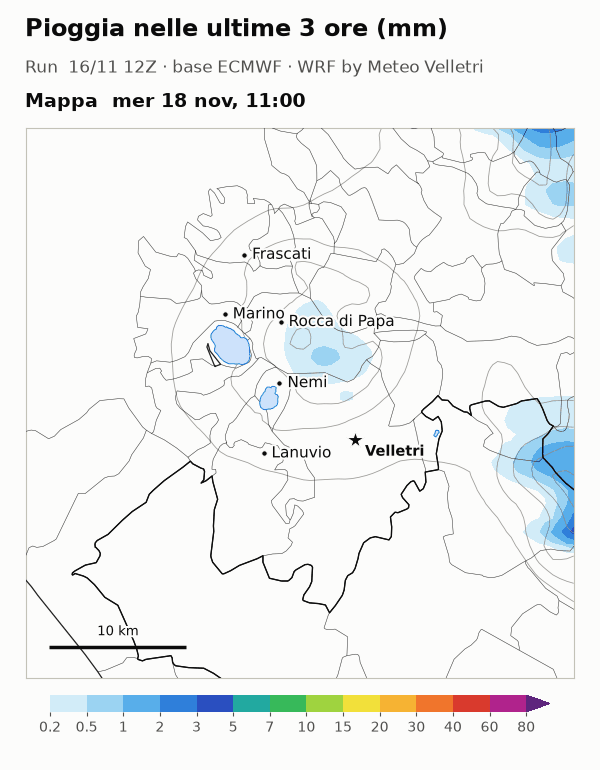 Pioggia nelle ultime 3 ore (mm)
Run  16/11 12Z · base ECMWF · WRF by Meteo Velletri
Mappa  mer 18 nov, 11:00
Frascati
Marino
Rocca di Papa
Nemi
Velletri
Lanuvio
10 km
0.2 0.5 1 2 3 5 7 10 15 20 30 40 60 80